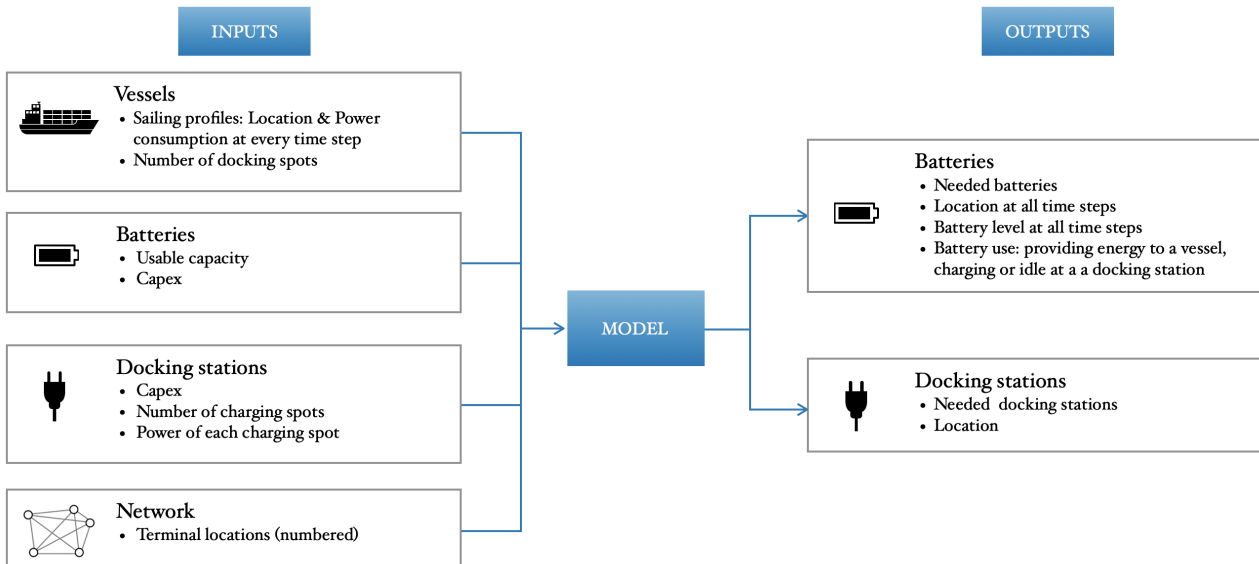 INPUTS
Vessels
• Sailing profiles: Location & Power
consumption at every time step
• Number of docking spots
Batteries
• Usable capacity
• Capex
Docking stations
• Capex
• Number of charging spots
• Power of each charging spot
Network
• Terminal locations (numbered)
MODEL
OUTPUTS
Batteries
• Needed batteries
• Location at all time steps
• Battery level at all time steps
• Battery use: providing energy to a vessel,
charging or idle at a a docking station
Docking stations
• Needed docking stations
• Location